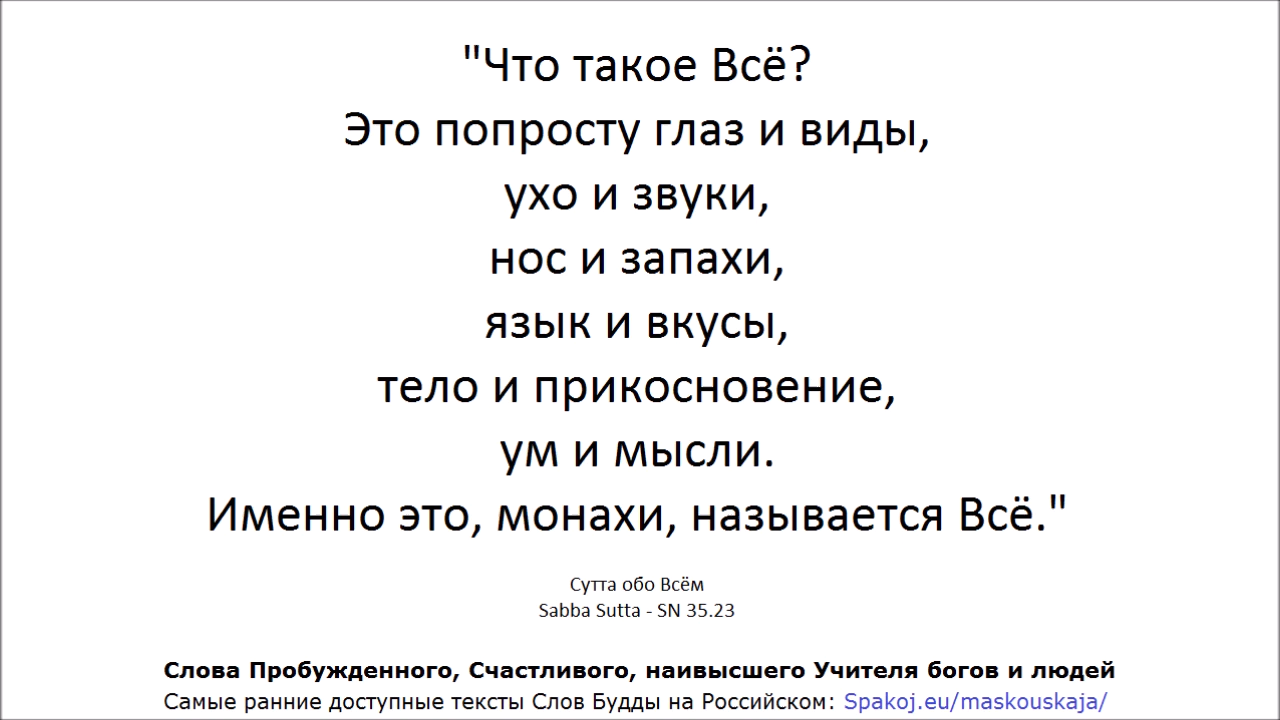 "Что такое Всё?
Это попросту глаз и виды,
ухо и звуки,
нос и запахи,
язык и вкусы,
тело и прикосновение,
ум и мысли.
Именно это, монахи, называется Всё."
Сутта обо Всём
Sabba Sutta - SN 35.23
Слова Пробужденного, Счастливого, наивысшего Учителя богов и людей
Самые ранние доступные тексты Слов Будды на Российском: Spakoj.eu/maskouskaja/